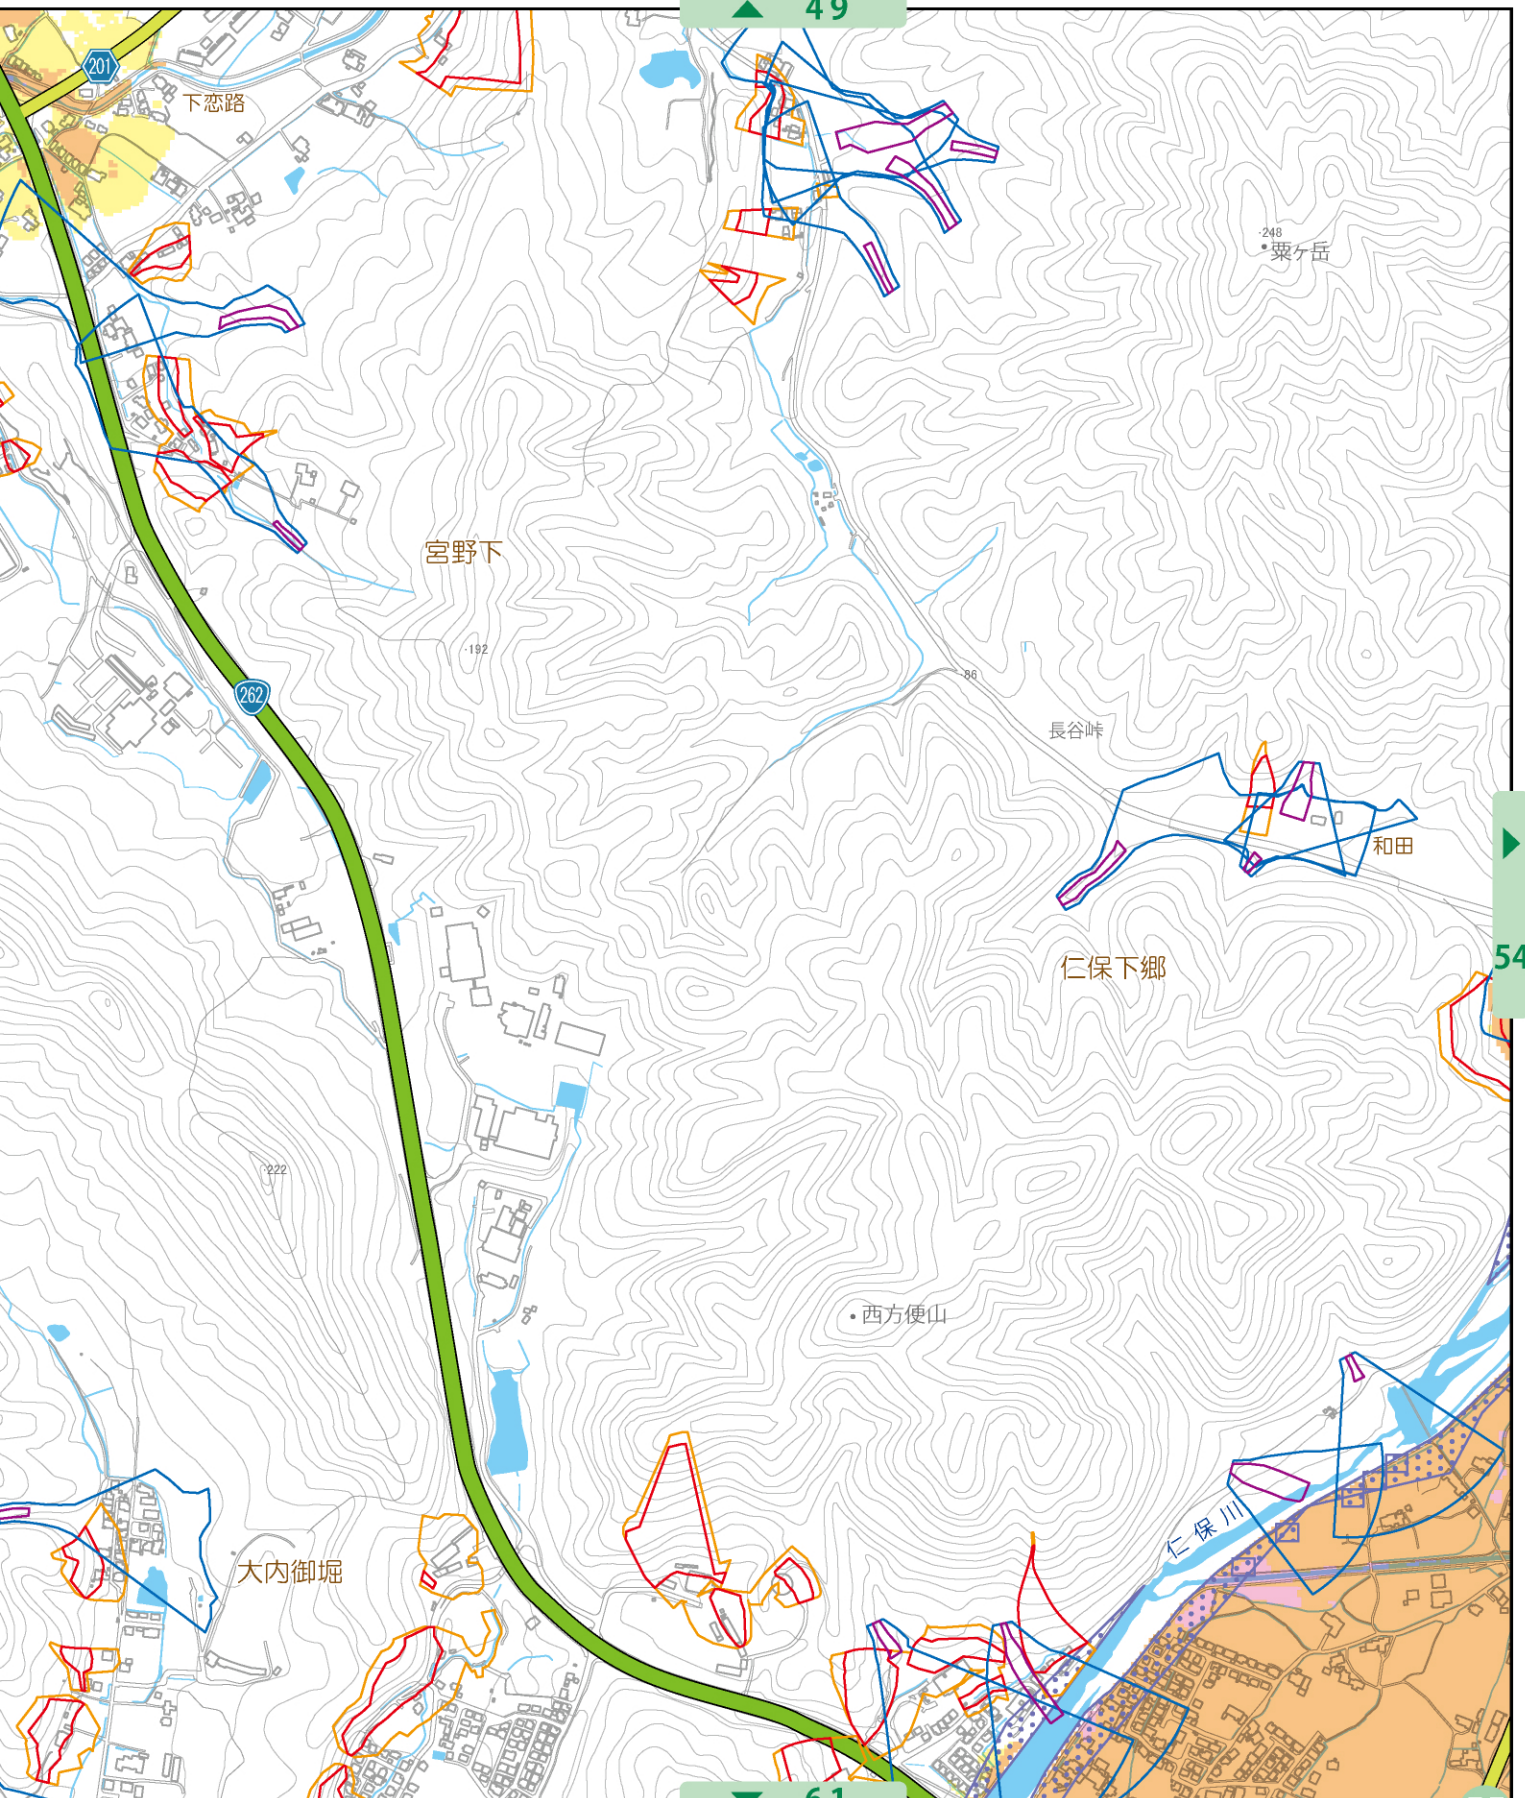 49
201
下恋路
·248
粟ヶ岳
宮野下
·192
·86
262
長谷峠
和田
54
仁保下郷
·222
西方便山
仁保川
大内御堀
61